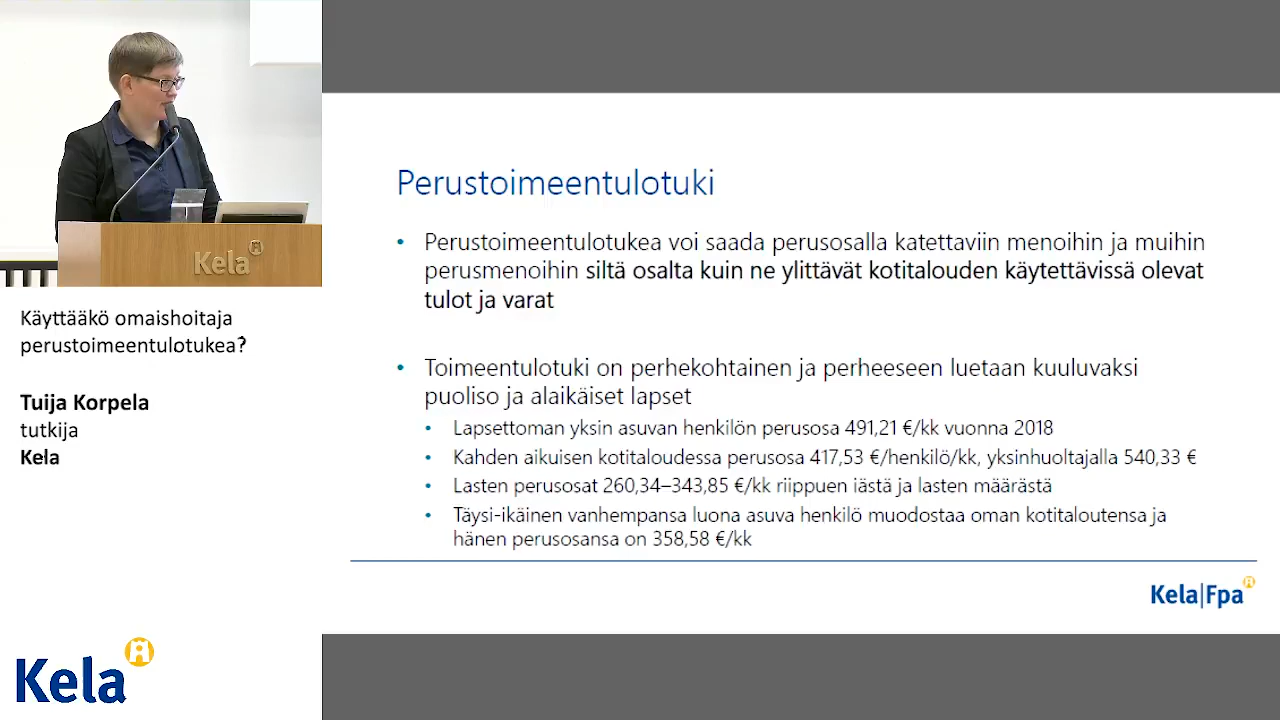 Kela
Käyttääkö omaishoitaja
perustoimeentulotukea?
Tuija Korpela
tutkija
Kela
Kela
Perustoimeentulotuki
• Perustoimeentulotukea voi saada perusosalla katettaviin menoihin ja muihin
perusmenoihin siltä osalta kuin ne ylittävät kotitalouden käytettävissä olevat
tulot ja varat
• Toimeentulotuki on perhekohtainen ja perheeseen luetaan kuuluvaksi
puoliso ja alaikäiset lapset
• Lapsettoman yksin asuvan henkilön perusosa 491,21 €/kk vuonna 2018
• Kahden aikuisen kotitaloudessa perusosa 417,53 €/henkilö/kk, yksinhuoltajalla 540,33 €
• Lasten perusosat 260,34–343,85 €/kk riippuen iästä ja lasten määrästä
• Täysi-ikäinen vanhempansa luona asuva henkilö muodostaa oman kotitaloutensa ja
hänen perusosansa on 358,58 €/kk
Kela|Fpa